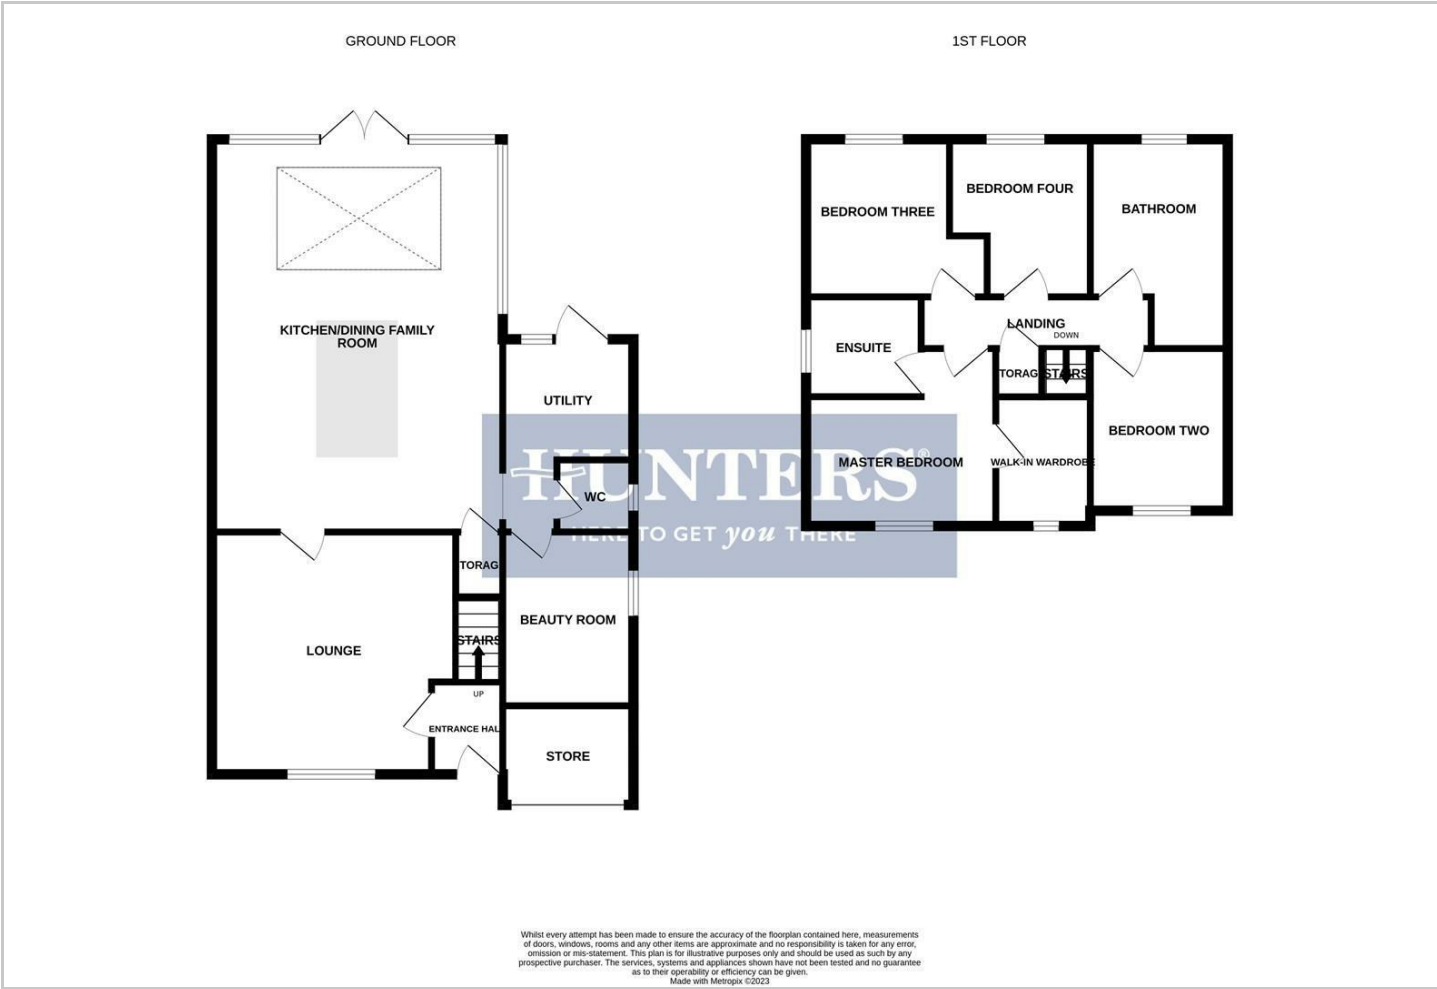 GROUND FLOOR
1ST FLOOR
KITCHEN/DINING FAMILY
ROOM
UTILITY
WC
TORAG
BEAUTY ROOM
STAIRS
LOUNGE
UP
ENTRANCE HAL
STORE
BEDROOM THREE
BEDROOM FOUR
BATHROOM
LANDING
DOWN
ENSUITE
TORAG
STAIRS
BEDROOM TWO
MASTER BEDROOM
WALK-IN WARDROBE
HUNTERS®
HERE TO GET you THERE
Whilst every attempt has been made to ensure the accuracy of the floorplan contained here, measurements
of doors, windows, rooms and any other items are approximate and no responsibility is taken for any error,
omission or mis-statement. This plan is for illustrative purposes only and should be used as such by any
prospective purchaser. The services, systems and appliances shown have not been tested and no guarantee
as to their operability or efficiency can be given.
Made with Metropix ©2023